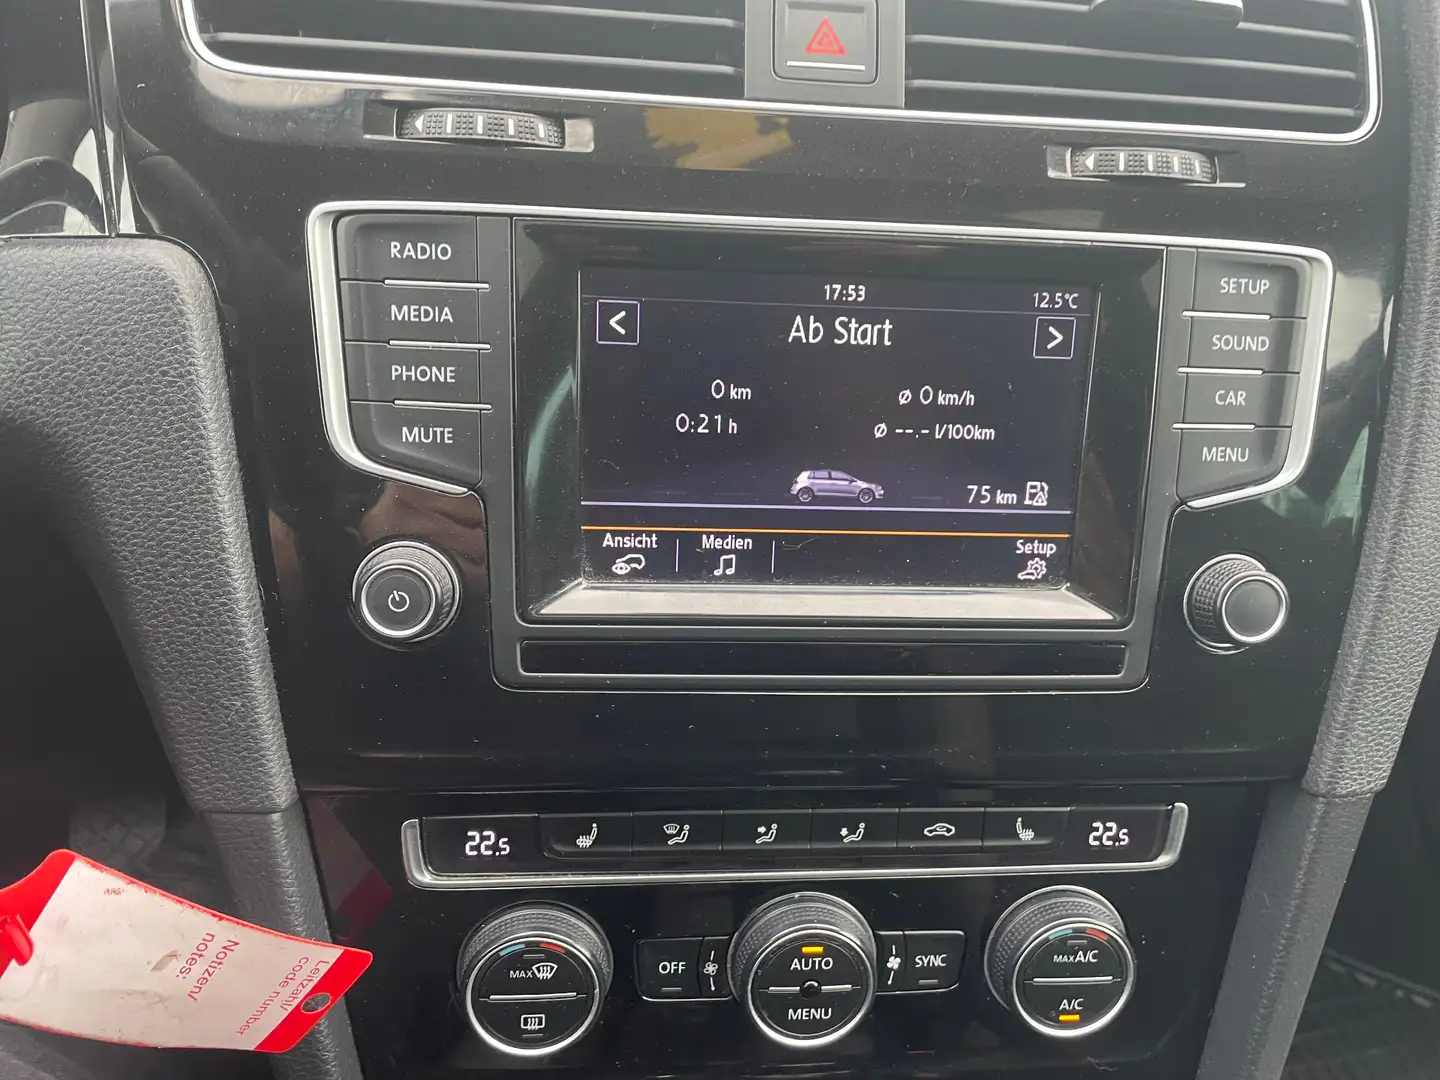 RADIO
MEDIA
PHONE
MUTE
17:53
12.5°C
<
Ab Start
>
0 km
ø 0 km/h
0:21 h
ø --.- l/100km
75 km
Ansicht
Medien
Setup
SETUP
SOUND
CAR
MENU
22.5
22.5
MAX
OFF
AUTO
MENU
SYNC
MAX A/C
A/C
Leitzahl/
code number
Notizen/
notes: